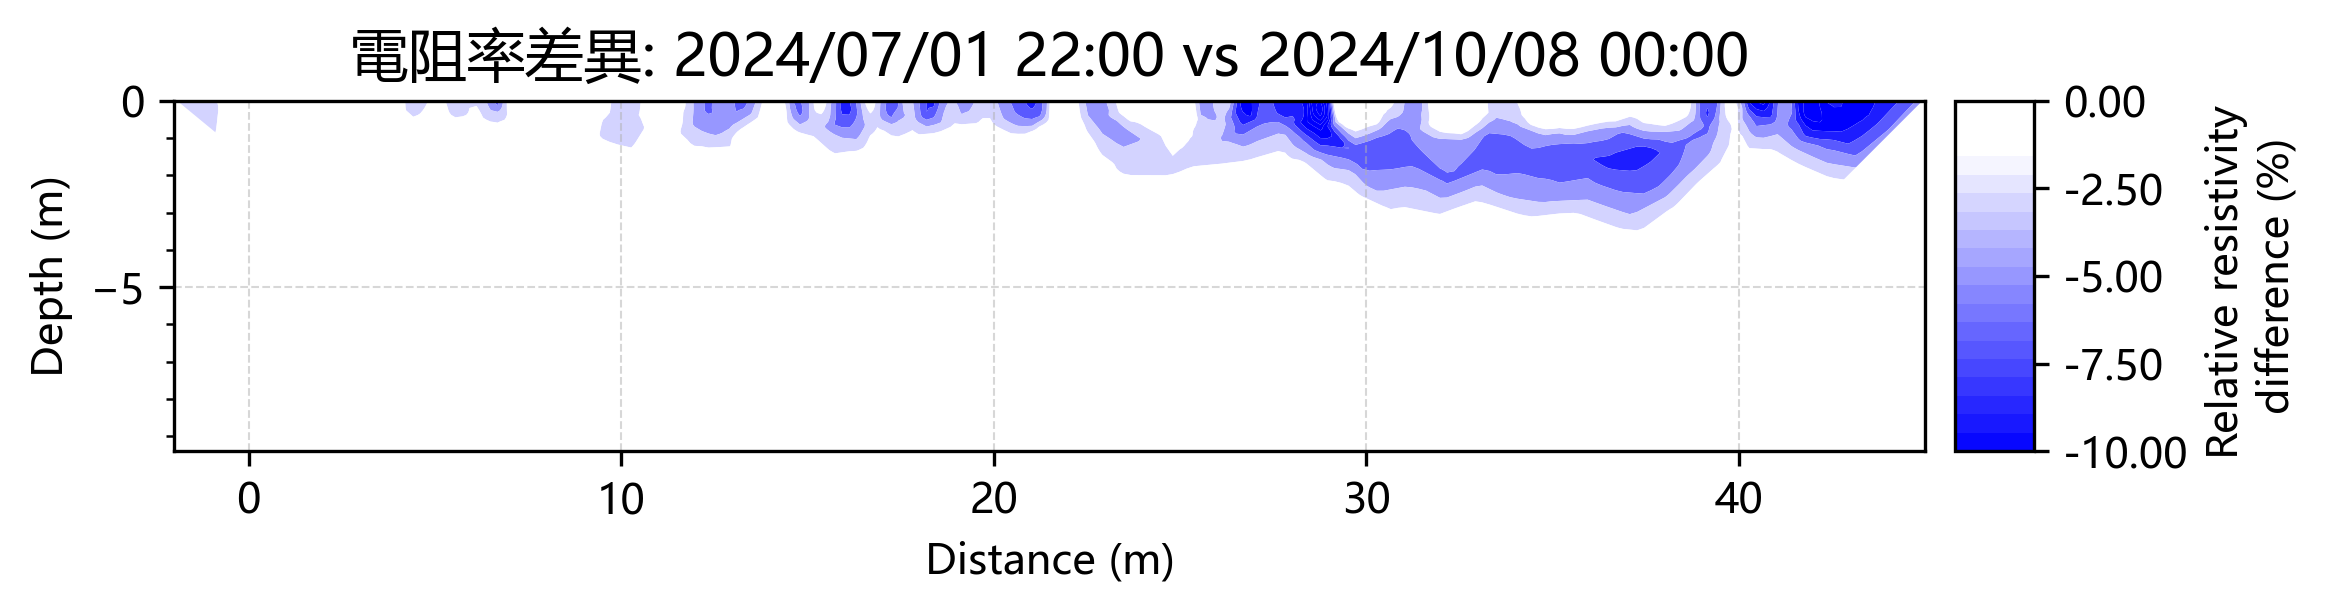 電阻率差異: 2024/07/01 22:00 vs 2024/10/08 00:00
0
−5
Depth (m)
0 10 20 30 40
Distance (m)
0.00
-2.50
-5.00
-7.50
-10.00
Relative resistivity
difference (%)